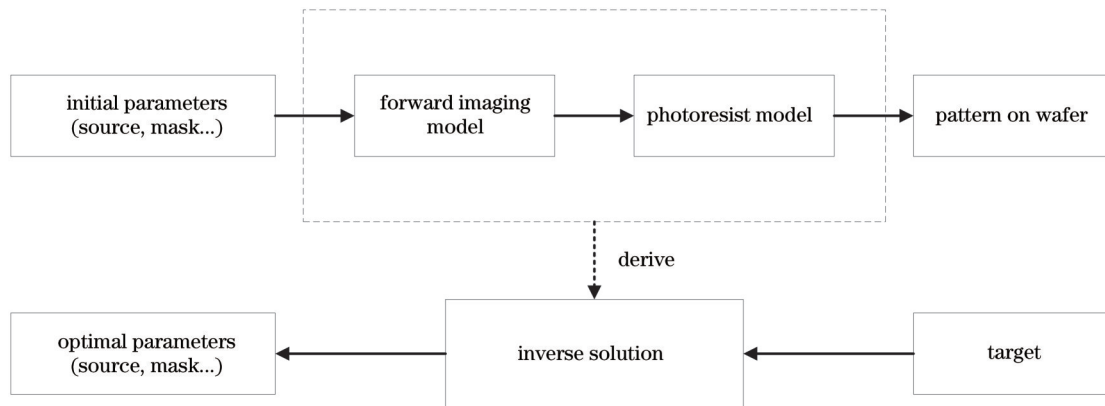 initial parameters
(source, mask...)
forward imaging
model
photoresist model
pattern on wafer
derive
optimal parameters
(source, mask...)
inverse solution
target